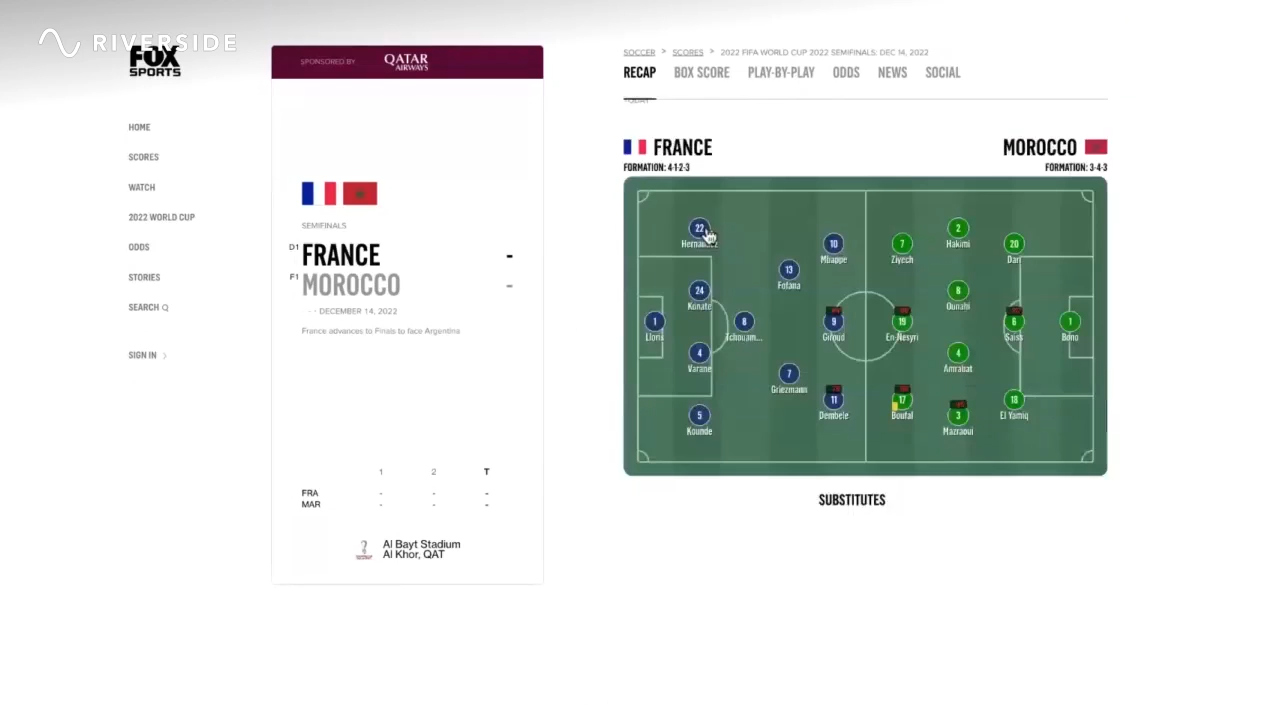 RIVERSIDE
FOX
SPORTS
HOME
SCORES
WATCH
2022 WORLD CUP
ODDS
STORIES
SEARCH
SIGN IN >
SPONSORED BY QATAR AIRWAYS
SEMIFINALS
D1 FRANCE -
F1 MOROCCO -
- - DECEMBER 14, 2022
France advances to Finals to face Argentina
1 2 T
FRA - - -
MAR - - -
Al Bayt Stadium
Al Khor, QAT
SOCCER > SCORES > 2022 FIFA WORLD CUP 2022 SEMIFINALS: DEC 14, 2022
RECAP BOX SCORE PLAY-BY-PLAY ODDS NEWS SOCIAL
FRANCE MOROCCO
FORMATION: 4-1-2-3 FORMATION: 3-4-3
22
Hernandez
24
Konate
4
Varane
5
Kounde
1
Lloris
8
Tchouam...
13
Fofana
7
Griezmann
10
Mbappe
9
Giroud
11
Dembele
7
Ziyech
19
En-Nesyri
17
Boufal
2
Hakimi
8
Ounahi
4
Amrabat
3
Mazraoui
20
Dari
6
Saiss
18
El Yamiq
1
Bono
SUBSTITUTES